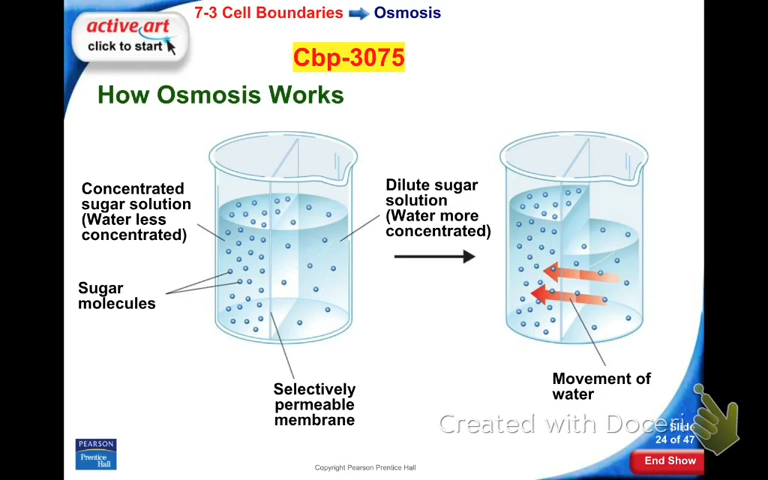 7-3 Cell Boundaries Osmosis
active art
click to start
Cbp-3075
How Osmosis Works
Concentrated
sugar solution
(Water less
concentrated)
Dilute sugar
solution
(Water more
concentrated)
Sugar
molecules
Selectively
permeable
membrane
Movement of
water
Created with Doceri
Slide
24 of 47
End Show
PEARSON
Prentice
Hall
Copyright Pearson Prentice Hall